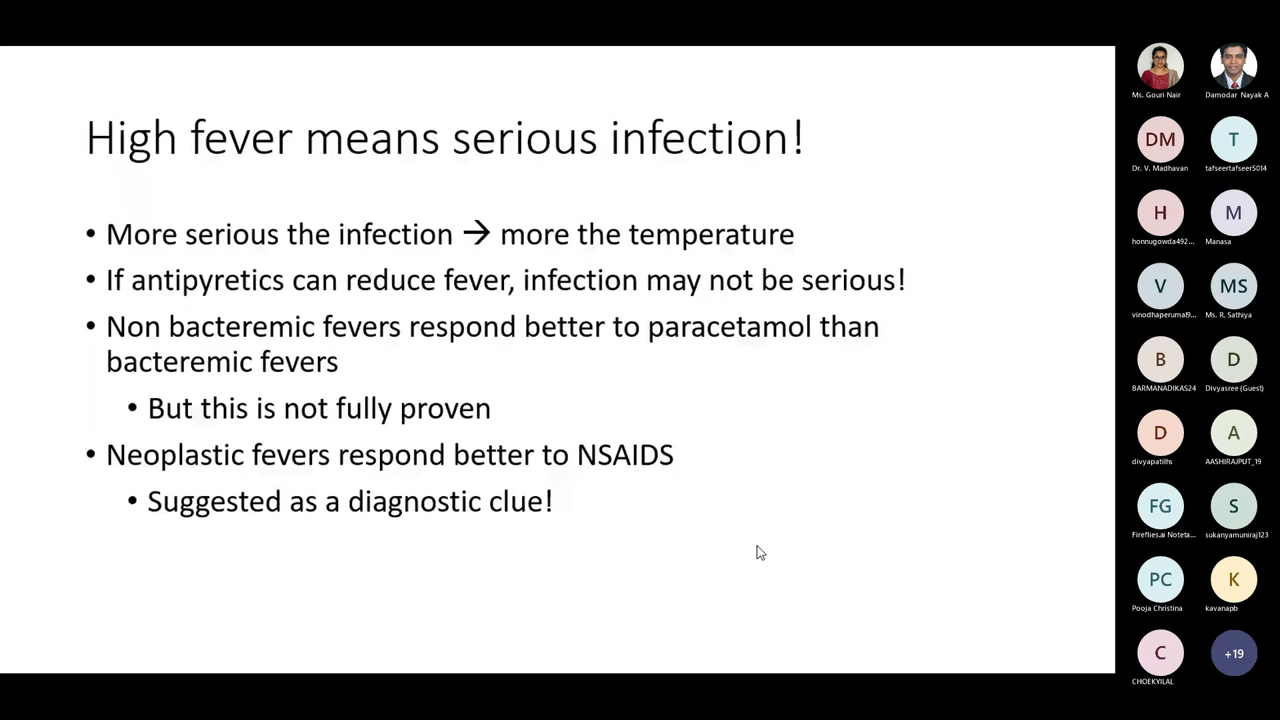 High fever means serious infection!
• More serious the infection → more the temperature
• If antipyretics can reduce fever, infection may not be serious!
• Non bacteremic fevers respond better to paracetamol than
bacteremic fevers
• But this is not fully proven
• Neoplastic fevers respond better to NSAIDS
• Suggested as a diagnostic clue!
Ms. Gouri Nair
Damodar Nayak A
DM
Dr. V. Madhavan
T
tafseertafseer5014
H
honnugowda492...
M
Manasa
V
vinodhaperumal9...
MS
Ms. R. Sathiya
B
BARMANADIKAS24
D
Divyasree (Guest)
D
divyapatilhs
A
AASHIRAJPUT_19
FG
Fireflies.ai Noteta...
S
sukanyamuniraj123
PC
Pooja Christina
K
kavanapb
C
CHOEKYILAL
+19